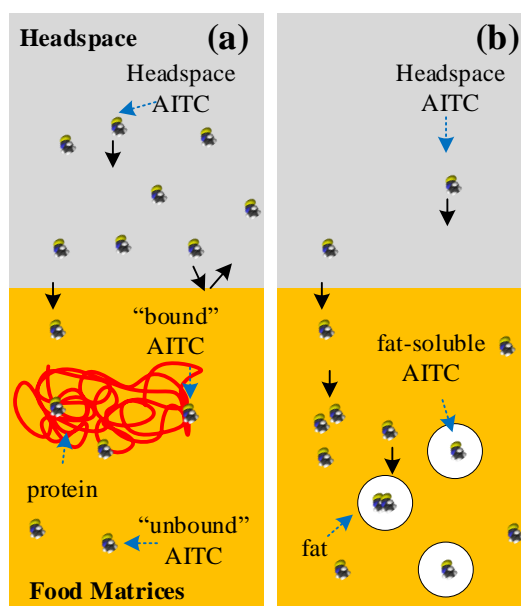 Headspace
(a)
Headspace
AITC
“bound”
AITC
protein
“unbound”
AITC
Food Matrices
(b)
Headspace
AITC
fat-soluble
AITC
fat